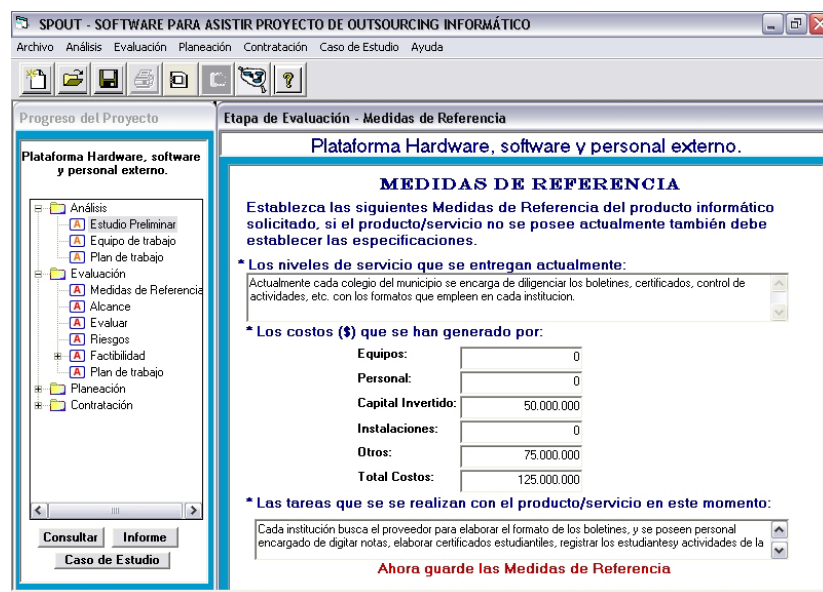 SPOUT - SOFTWARE PARA ASISTIR PROYECTO DE OUTSOURCING INFORMÁTICO
Archivo Análisis Evaluación Planeación Contratación Caso de Estudio Ayuda
Progreso del Proyecto
Plataforma Hardware, software
y personal externo.
Análisis
Estudio Preliminar
Equipo de trabajo
Plan de trabajo
Evaluación
Medidas de Referencia
Alcance
Evaluar
Riesgos
Factibilidad
Plan de trabajo
Planeación
Contratación
Consultar Informe
Caso de Estudio
Etapa de Evaluación - Medidas de Referencia
Plataforma Hardware, software y personal externo.
MEDIDAS DE REFERENCIA
Establezca las siguientes Medidas de Referencia del producto informático
solicitado, si el producto/servicio no se posee actualmente también debe
establecer las especificaciones.
* Los niveles de servicio que se entregan actualmente:
Actualmente cada colegio del municipio se encarga de diligenciar los boletines, certificados, control de
actividades, etc. con los formatos que empleen en cada institucion.
* Los costos ($) que se han generado por:
Equipos: 0
Personal: 0
Capital Invertido: 50.000.000
Instalaciones: 0
Otros: 75.000.000
Total Costos: 125.000.000
* Las tareas que se se realizan con el producto/servicio en este momento:
Cada institución busca el proveedor para elaborar el formato de los boletines, y se poseen personal
encargado de digitar notas, elaborar certificados estudiantiles, registrar los estudiantesy actividades de la
Ahora guarde las Medidas de Referencia